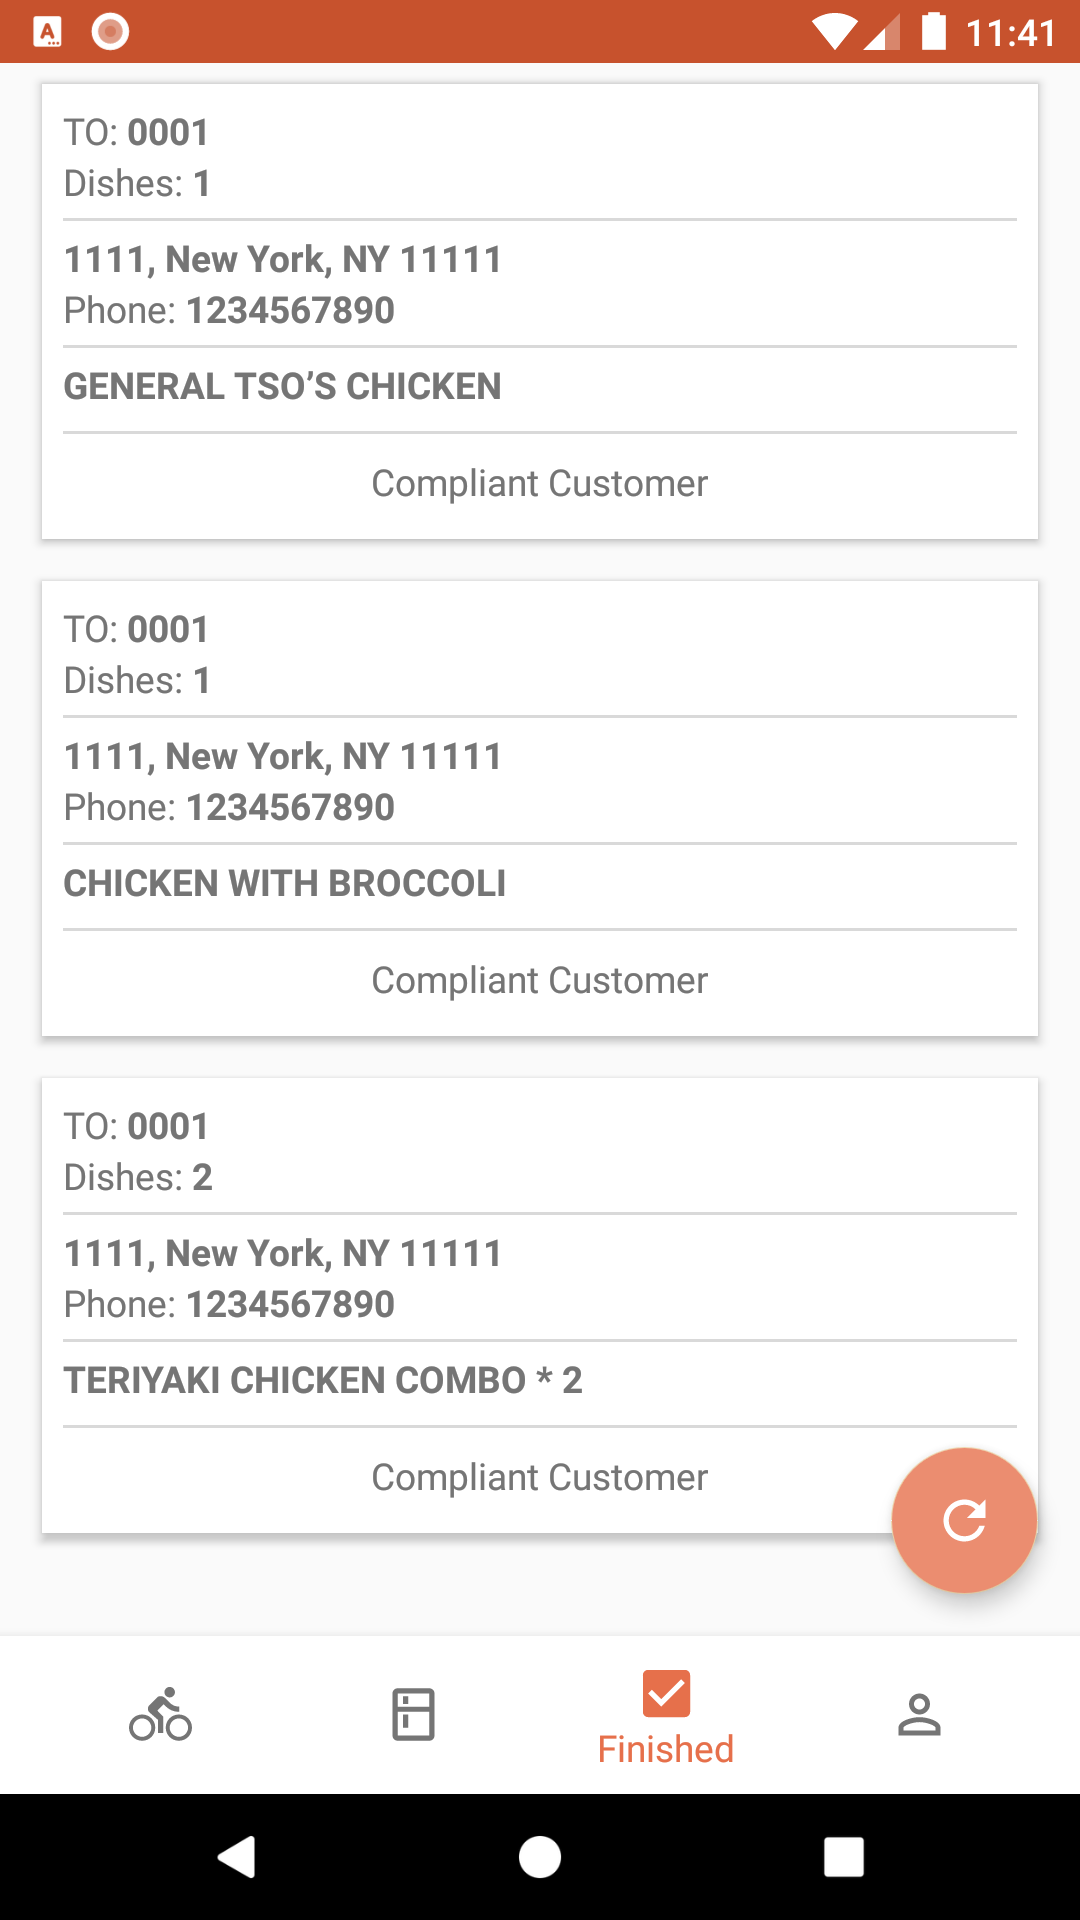 11:41
TO: 0001
Dishes: 1
1111, New York, NY 11111
Phone: 1234567890
GENERAL TSO’S CHICKEN
Compliant Customer
TO: 0001
Dishes: 1
1111, New York, NY 11111
Phone: 1234567890
CHICKEN WITH BROCCOLI
Compliant Customer
TO: 0001
Dishes: 2
1111, New York, NY 11111
Phone: 1234567890
TERIYAKI CHICKEN COMBO * 2
Compliant Customer
Finished